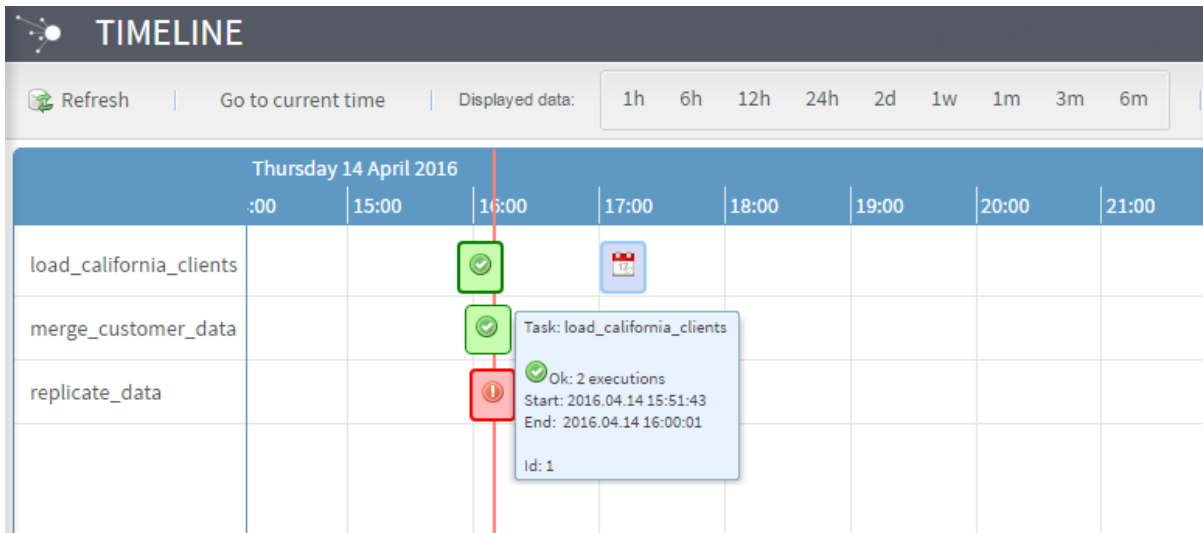 TIMELINE
Refresh Go to current time Displayed data: 1h 6h 12h 24h 2d 1w 1m 3m 6m
Thursday 14 April 2016
:00 15:00 16:00 17:00 18:00 19:00 20:00 21:00
load_california_clients
merge_customer_data
replicate_data
Task: load_california_clients
Ok: 2 executions
Start: 2016.04.14 15:51:43
End: 2016.04.14 16:00:01
Id: 1